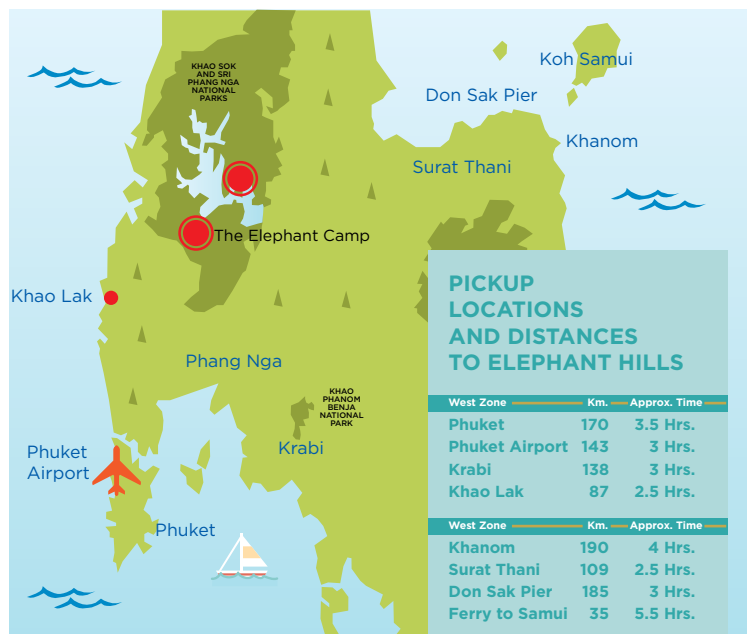 KHAO SOK
AND SRI
PHANG NGA
NATIONAL
PARKS
Koh Samui
Don Sak Pier
Khanom
Surat Thani
The Elephant Camp
Khao Lak
Phang Nga
KHAO
PHANOM
BENJA
NATIONAL
PARK
Krabi
Phuket
Airport
Phuket
PICKUP
LOCATIONS
AND DISTANCES
TO ELEPHANT HILLS
West Zone Km. Approx. Time
Phuket 170 3.5 Hrs.
Phuket Airport 143 3 Hrs.
Krabi 138 3 Hrs.
Khao Lak 87 2.5 Hrs.
West Zone Km. Approx. Time
Khanom 190 4 Hrs.
Surat Thani 109 2.5 Hrs.
Don Sak Pier 185 3 Hrs.
Ferry to Samui 35 5.5 Hrs.